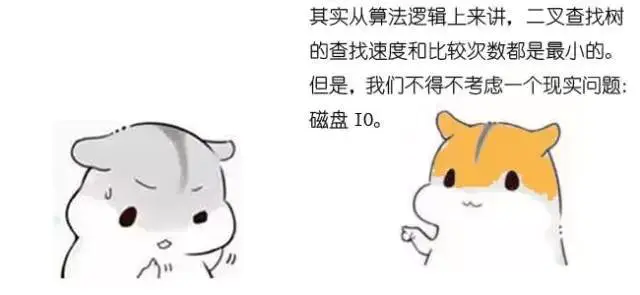 其实从算法逻辑上来讲，二叉查找树
的查找速度和比较次数都是最小的。
但是，我们不得不考虑一个现实问题：
磁盘 IO。